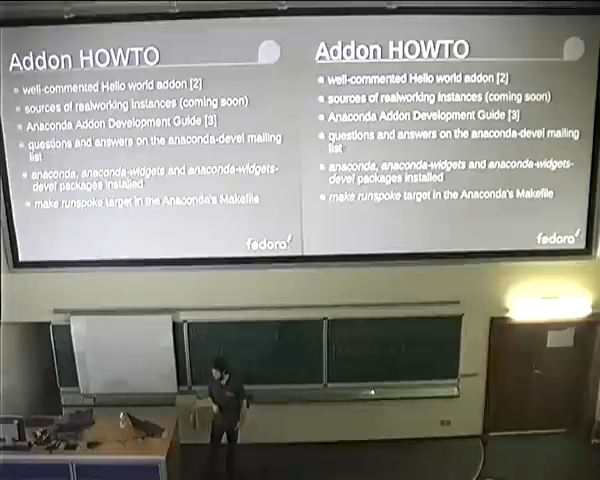 Addon HOWTO
well-commented Hello world addon [2]
sources of realworking instances (coming soon)
Anaconda Addon Development Guide [3]
questions and answers on the anaconda-devel mailing
list
anaconda, anaconda-widgets and anaconda-widgets-
devel packages installed
make runspoke target in the Anaconda's Makefile
fedora
Addon HOWTO
well-commented Hello world addon [2]
sources of realworking instances (coming soon)
Anaconda Addon Development Guide [3]
questions and answers on the anaconda-devel mailing
list
anaconda, anaconda-widgets and anaconda-widgets-
devel packages installed
make runspoke target in the Anaconda's Makefile
fedora